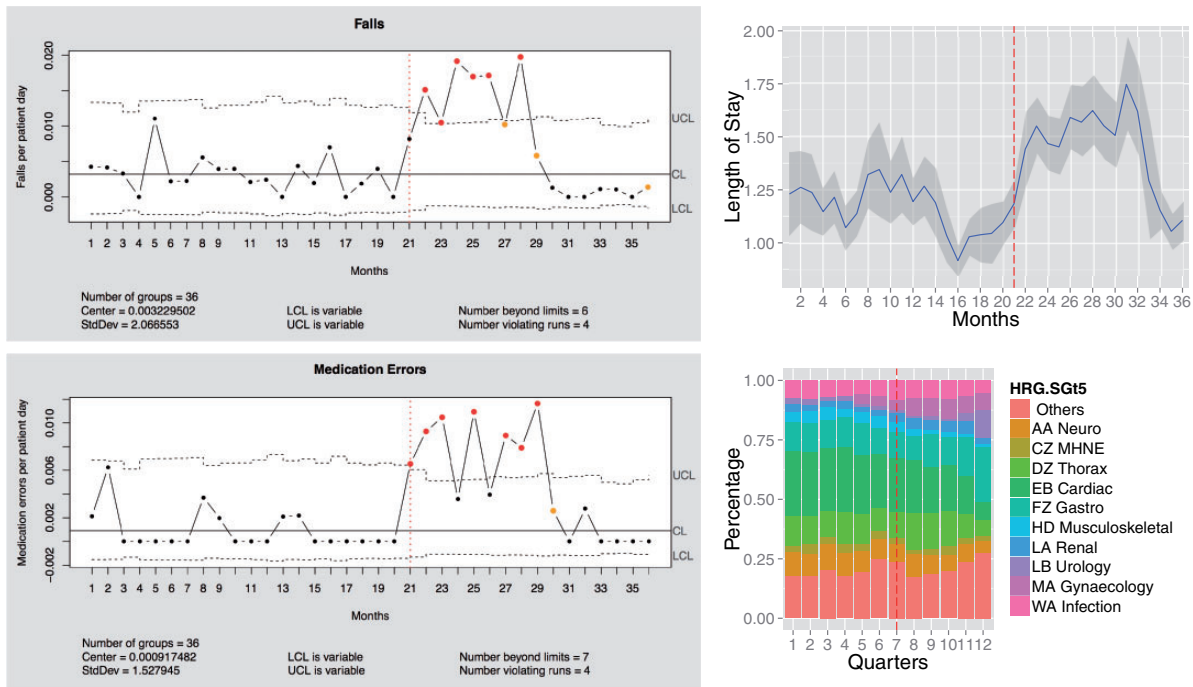 Falls
Falls per patient day
0.020
0.010
0.000
UCL
CL
LCL
1 2 3 4 5 6 7 8 9 11 13 15 17 19 21 23 25 27 29 31 33 35
Months
Number of groups = 36
Center = 0.003229502
StdDev = 2.066553
LCL is variable
UCL is variable
Number beyond limits = 6
Number violating runs = 4
Length of Stay
2.00
1.75
1.50
1.25
1.00
2 4 6 8 10 12 14 16 18 20 22 24 26 28 30 32 34 36
Months
Medication Errors
Medication errors per patient day
0.010
0.006
0.002
-0.002
UCL
CL
LCL
1 2 3 4 5 6 7 8 9 11 13 15 17 19 21 23 25 27 29 31 33 35
Months
Number of groups = 36
Center = 0.000917482
StdDev = 1.527945
LCL is variable
UCL is variable
Number beyond limits = 7
Number violating runs = 4
Percentage
1.00
0.75
0.50
0.25
0.00
1 2 3 4 5 6 7 8 9 10 11 12
Quarters
HRG.SGt5
Others
AA Neuro
CZ MHNE
DZ Thorax
EB Cardiac
FZ Gastro
HD Musculoskeletal
LA Renal
LB Urology
MA Gynaecology
WA Infection